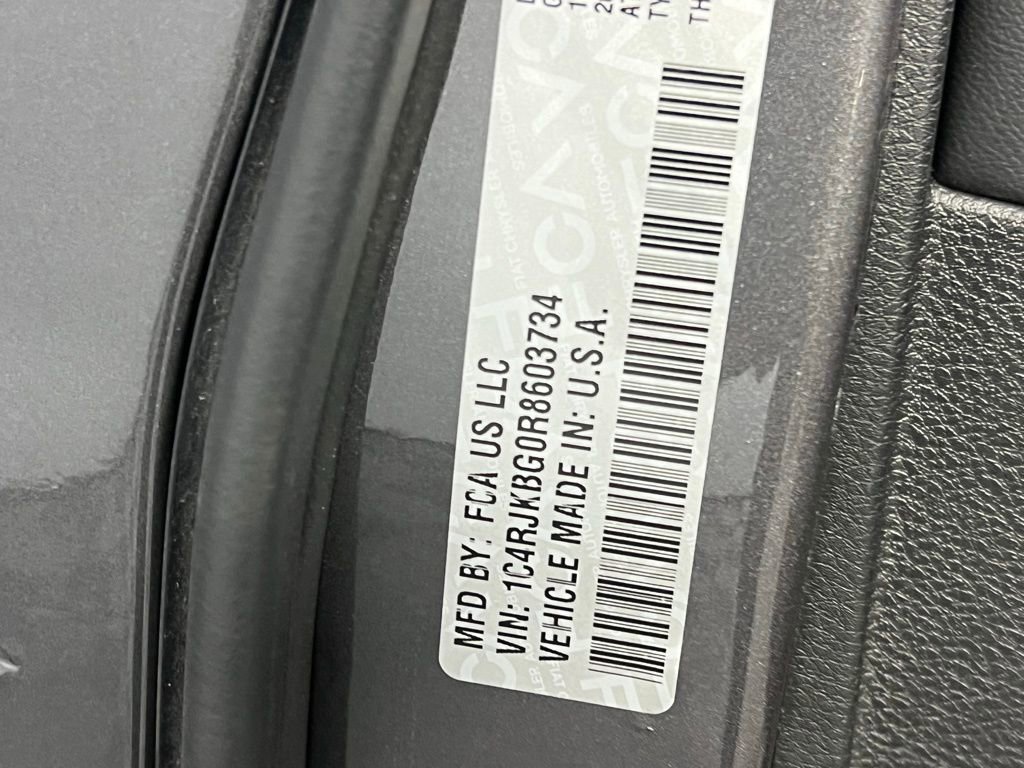 MFD BY: FCA US LLC
VIN: 1C4RJKBG0R8603734
VEHICLE MADE IN: U.S.A.